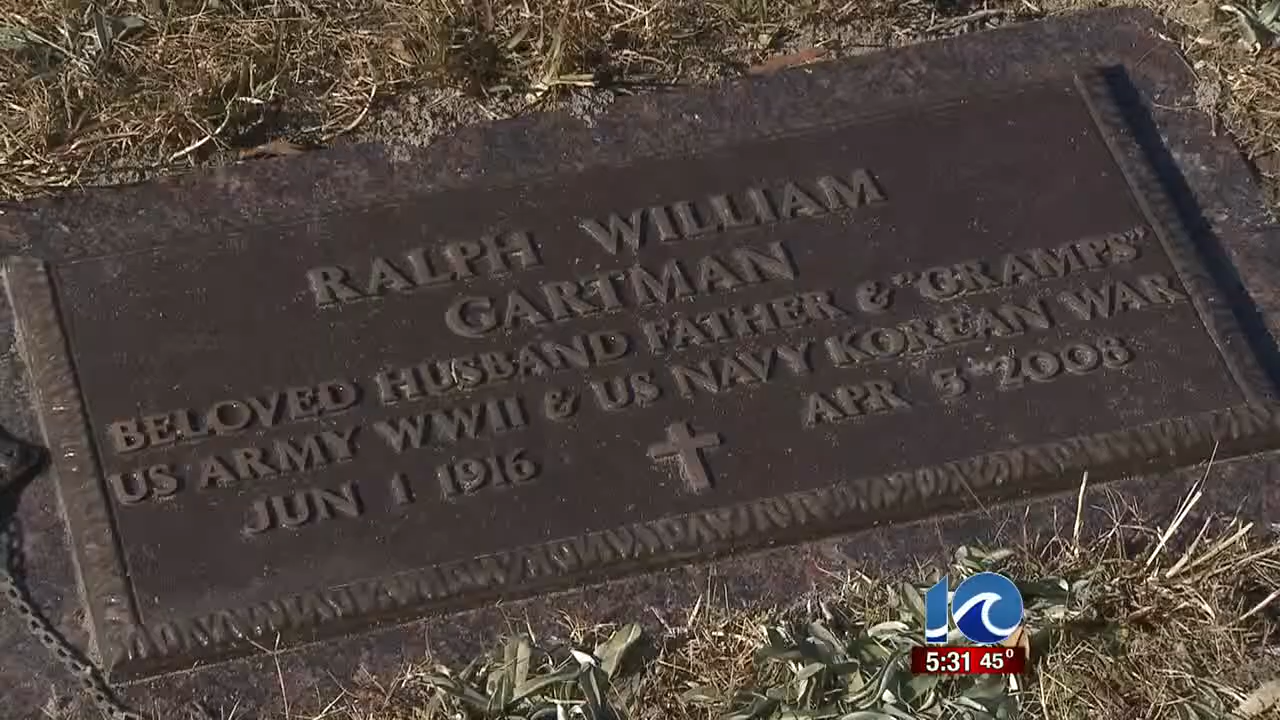 RALPH WILLIAM
GARTMAN
BELOVED HUSBAND FATHER & "GRAMPS"
US ARMY WWII & US NAVY KOREAN WAR
JUN 1 1916 APR 5 2008
10
5:31 45°